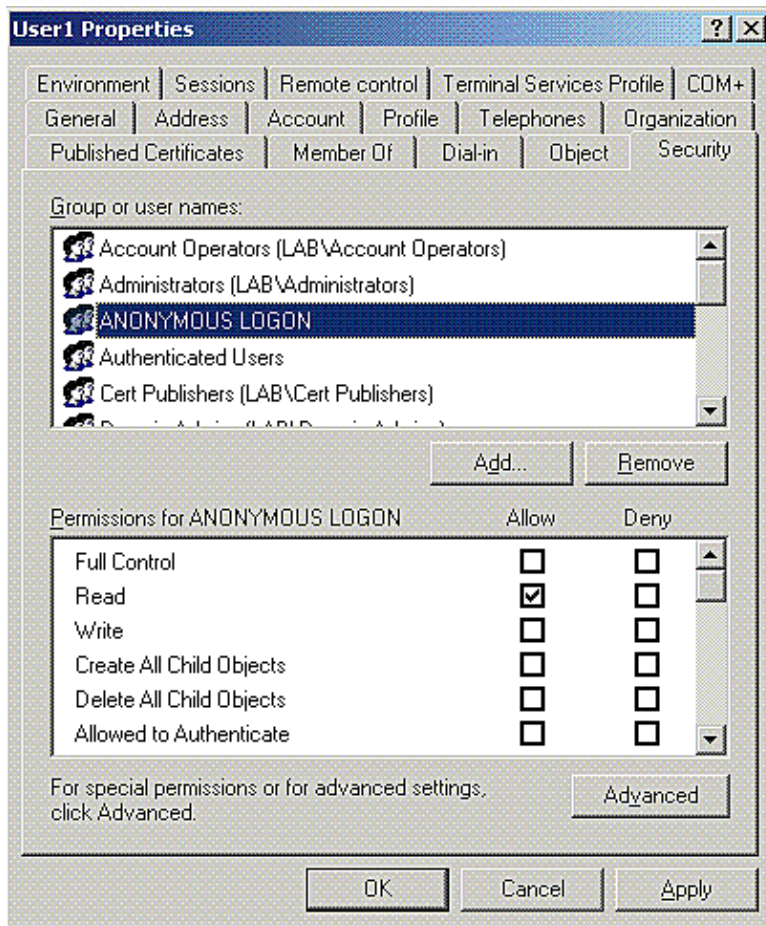 User1 Properties
Environment Sessions Remote control Terminal Services Profile COM+
General Address Account Profile Telephones Organization
Published Certificates Member Of Dial-in Object Security
Group or user names:
Account Operators (LAB\Account Operators)
Administrators (LAB\Administrators)
ANONYMOUS LOGON
Authenticated Users
Cert Publishers (LAB\Cert Publishers)
Add... Remove
Permissions for ANONYMOUS LOGON Allow Deny
Full Control
Read
Write
Create All Child Objects
Delete All Child Objects
Allowed to Authenticate
For special permissions or for advanced settings,
click Advanced.
Advanced
OK Cancel Apply